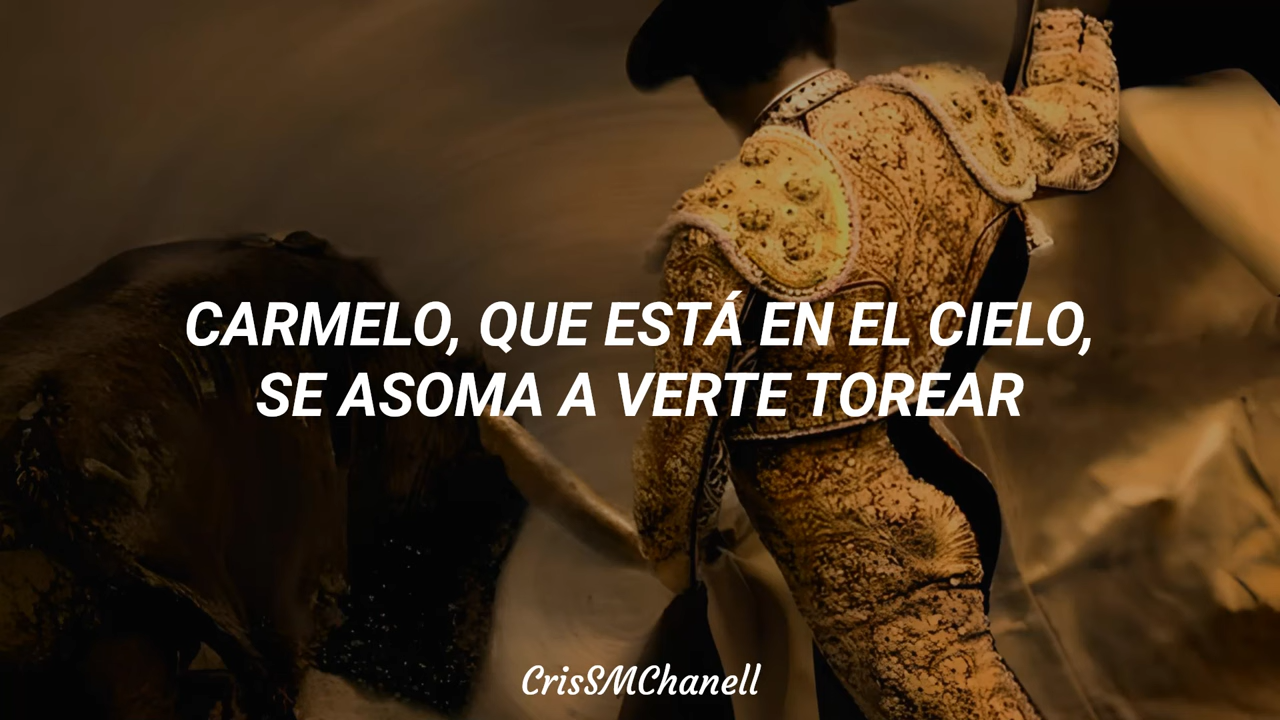 CARMELO, QUE ESTÁ EN EL CIELO,
SE ASOMA A VERTE TOREAR
CrisSMChanell